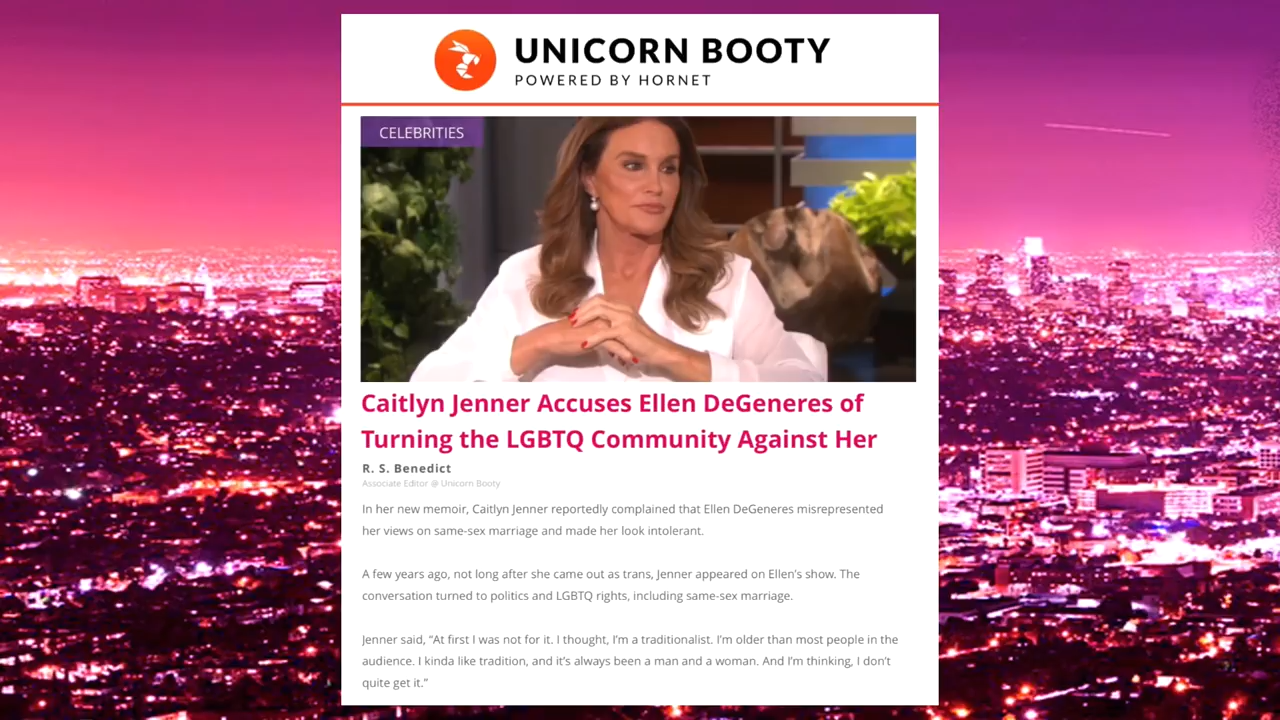 UNICORN BOOTY
POWERED BY HORNET
CELEBRITIES
Caitlyn Jenner Accuses Ellen DeGeneres of
Turning the LGBTQ Community Against Her
R. S. Benedict
Associate Editor @ Unicorn Booty
In her new memoir, Caitlyn Jenner reportedly complained that Ellen DeGeneres misrepresented
her views on same-sex marriage and made her look intolerant.
A few years ago, not long after she came out as trans, Jenner appeared on Ellen's show. The
conversation turned to politics and LGBTQ rights, including same-sex marriage.
Jenner said, “At first I was not for it. I thought, I’m a traditionalist. I’m older than most people in the
audience. I kinda like tradition, and it’s always been a man and a woman. And I’m thinking, I don’t
quite get it.”